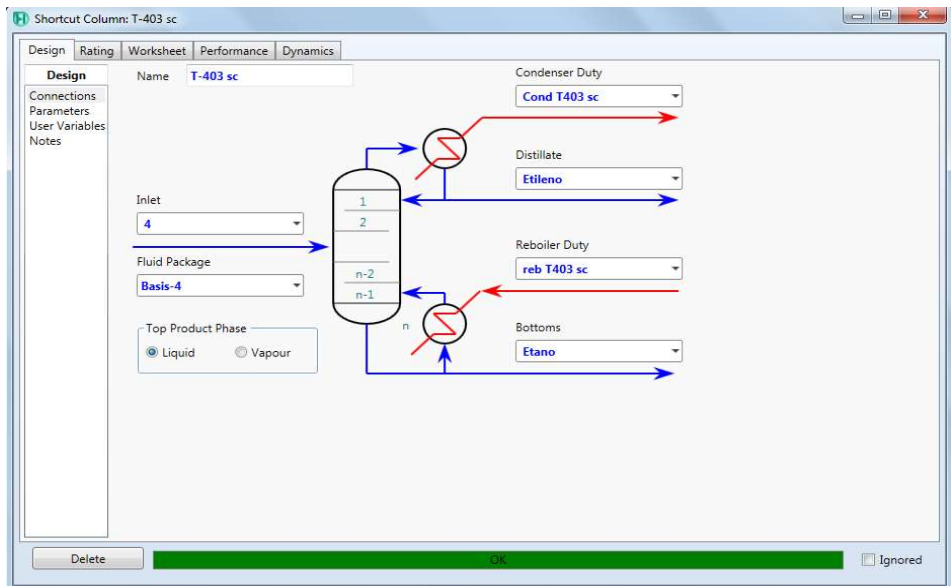 Shortcut Column: T-403 sc
Design Rating Worksheet Performance Dynamics
Design
Connections
Parameters
User Variables
Notes
Name T-403 sc
Condenser Duty
Cond T403 sc
Distillate
Etileno
Inlet
4
Fluid Package
Basis-4
1
2
n-2
n-1
n
Reboiler Duty
reb T403 sc
Top Product Phase
Liquid Vapour
Bottoms
Etano
Delete
OK
Ignored